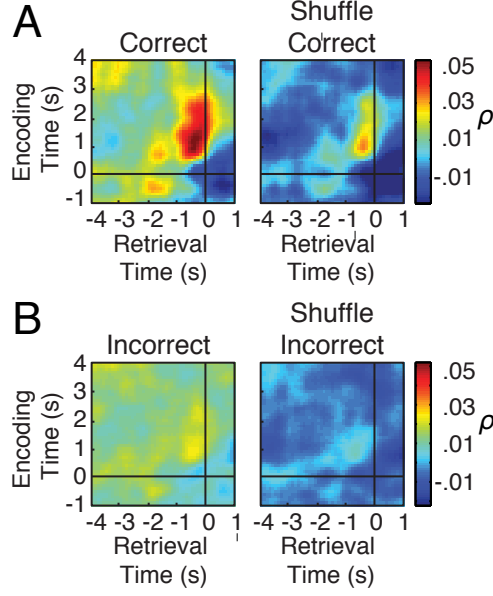 A
Correct
Shuffle
Correct
Encoding
Time (s)
4
3
2
1
0
-1
-4 -3 -2 -1 0 1
Retrieval
Time (s)
-4 -3 -2 -1 0 1
Retrieval
Time (s)
.05
.03
.01
-.01
ρ
B
Incorrect
Shuffle
Incorrect
Encoding
Time (s)
4
3
2
1
0
-1
-4 -3 -2 -1 0 1
Retrieval
Time (s)
-4 -3 -2 -1 0 1
Retrieval
Time (s)
.05
.03
.01
-.01
ρ